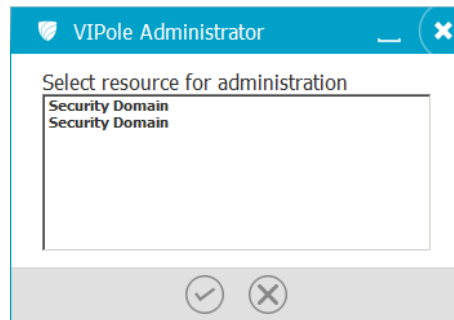 VIPole Administrator
Select resource for administration
Security Domain
Security Domain